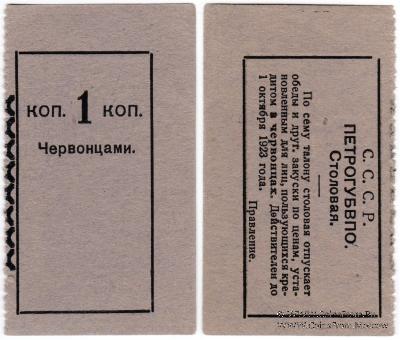 коп. 1 коп.
Червонцами.
С. С. С. Р.
ПЕТРОГУБВПО.
Столовая.
По сему талону столовая отпускает
обеды и друг. закуски по ценам, уста-
новленным для лиц, пользующихся кре-
дитом в червонцах. Действителен до
1 октября 1923 года.
Правление.